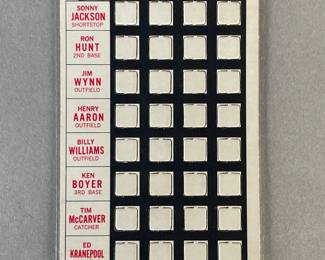 SONNY
JACKSON
SHORTSTOP
RON
HUNT
2ND BASE
JIM
WYNN
OUTFIELD
HENRY
AARON
OUTFIELD
BILLY
WILLIAMS
OUTFIELD
KEN
BOYER
3RD BASE
TIM
McCARVER
CATCHER
ED
KRANEPOOL